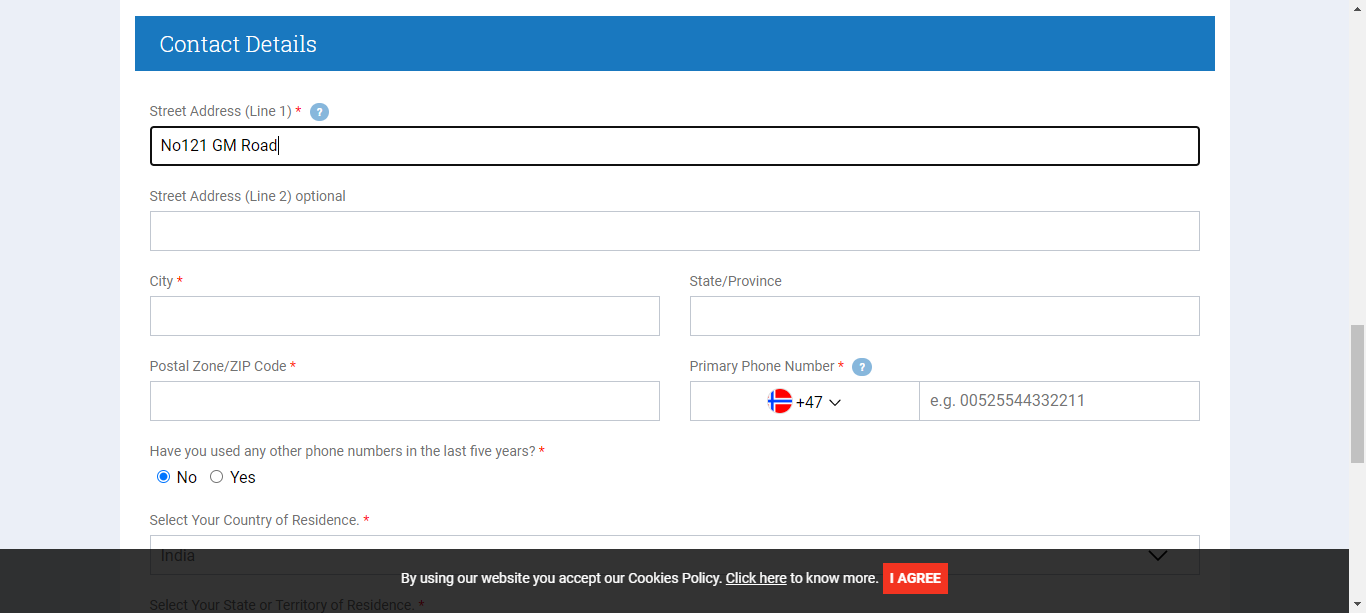 Contact Details
Street Address (Line 1) * ?
No121 GM Road
Street Address (Line 2) optional
City *
State/Province
Postal Zone/ZIP Code *
Primary Phone Number * ?
+47
e.g. 00525544332211
Have you used any other phone numbers in the last five years? *
No Yes
Select Your Country of Residence. *
India
By using our website you accept our Cookies Policy. Click here to know more. I AGREE
Select Your State or Territory of Residence. *